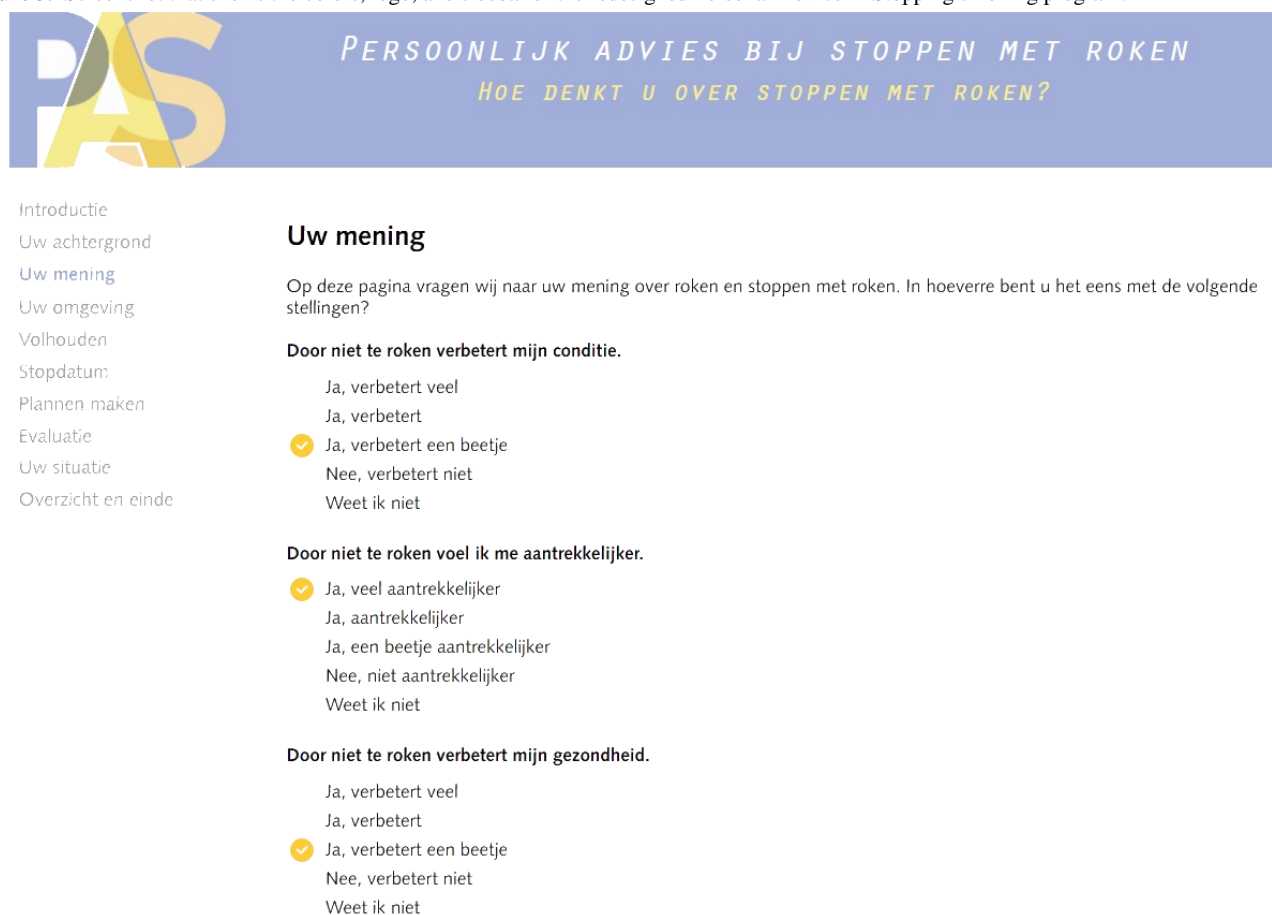 PAS
PERSOONLIJK ADVIES BIJ STOPPEN MET ROKEN
HOE DENKT U OVER STOPPEN MET ROKEN?
Introductie
Uw achtergrond
Uw mening
Uw omgeving
Volhouden
Stopdatum
Plannen maken
Evaluatie
Uw situatie
Overzicht en einde
Uw mening
Op deze pagina vragen wij naar uw mening over roken en stoppen met roken. In hoeverre bent u het eens met de volgende
stellingen?
Door niet te roken verbetert mijn conditie.
Ja, verbetert veel
Ja, verbetert
Ja, verbetert een beetje
Nee, verbetert niet
Weet ik niet
Door niet te roken voel ik me aantrekkelijker.
Ja, veel aantrekkelijker
Ja, aantrekkelijker
Ja, een beetje aantrekkelijker
Nee, niet aantrekkelijker
Weet ik niet
Door niet te roken verbetert mijn gezondheid.
Ja, verbetert veel
Ja, verbetert
Ja, verbetert een beetje
Nee, verbetert niet
Weet ik niet